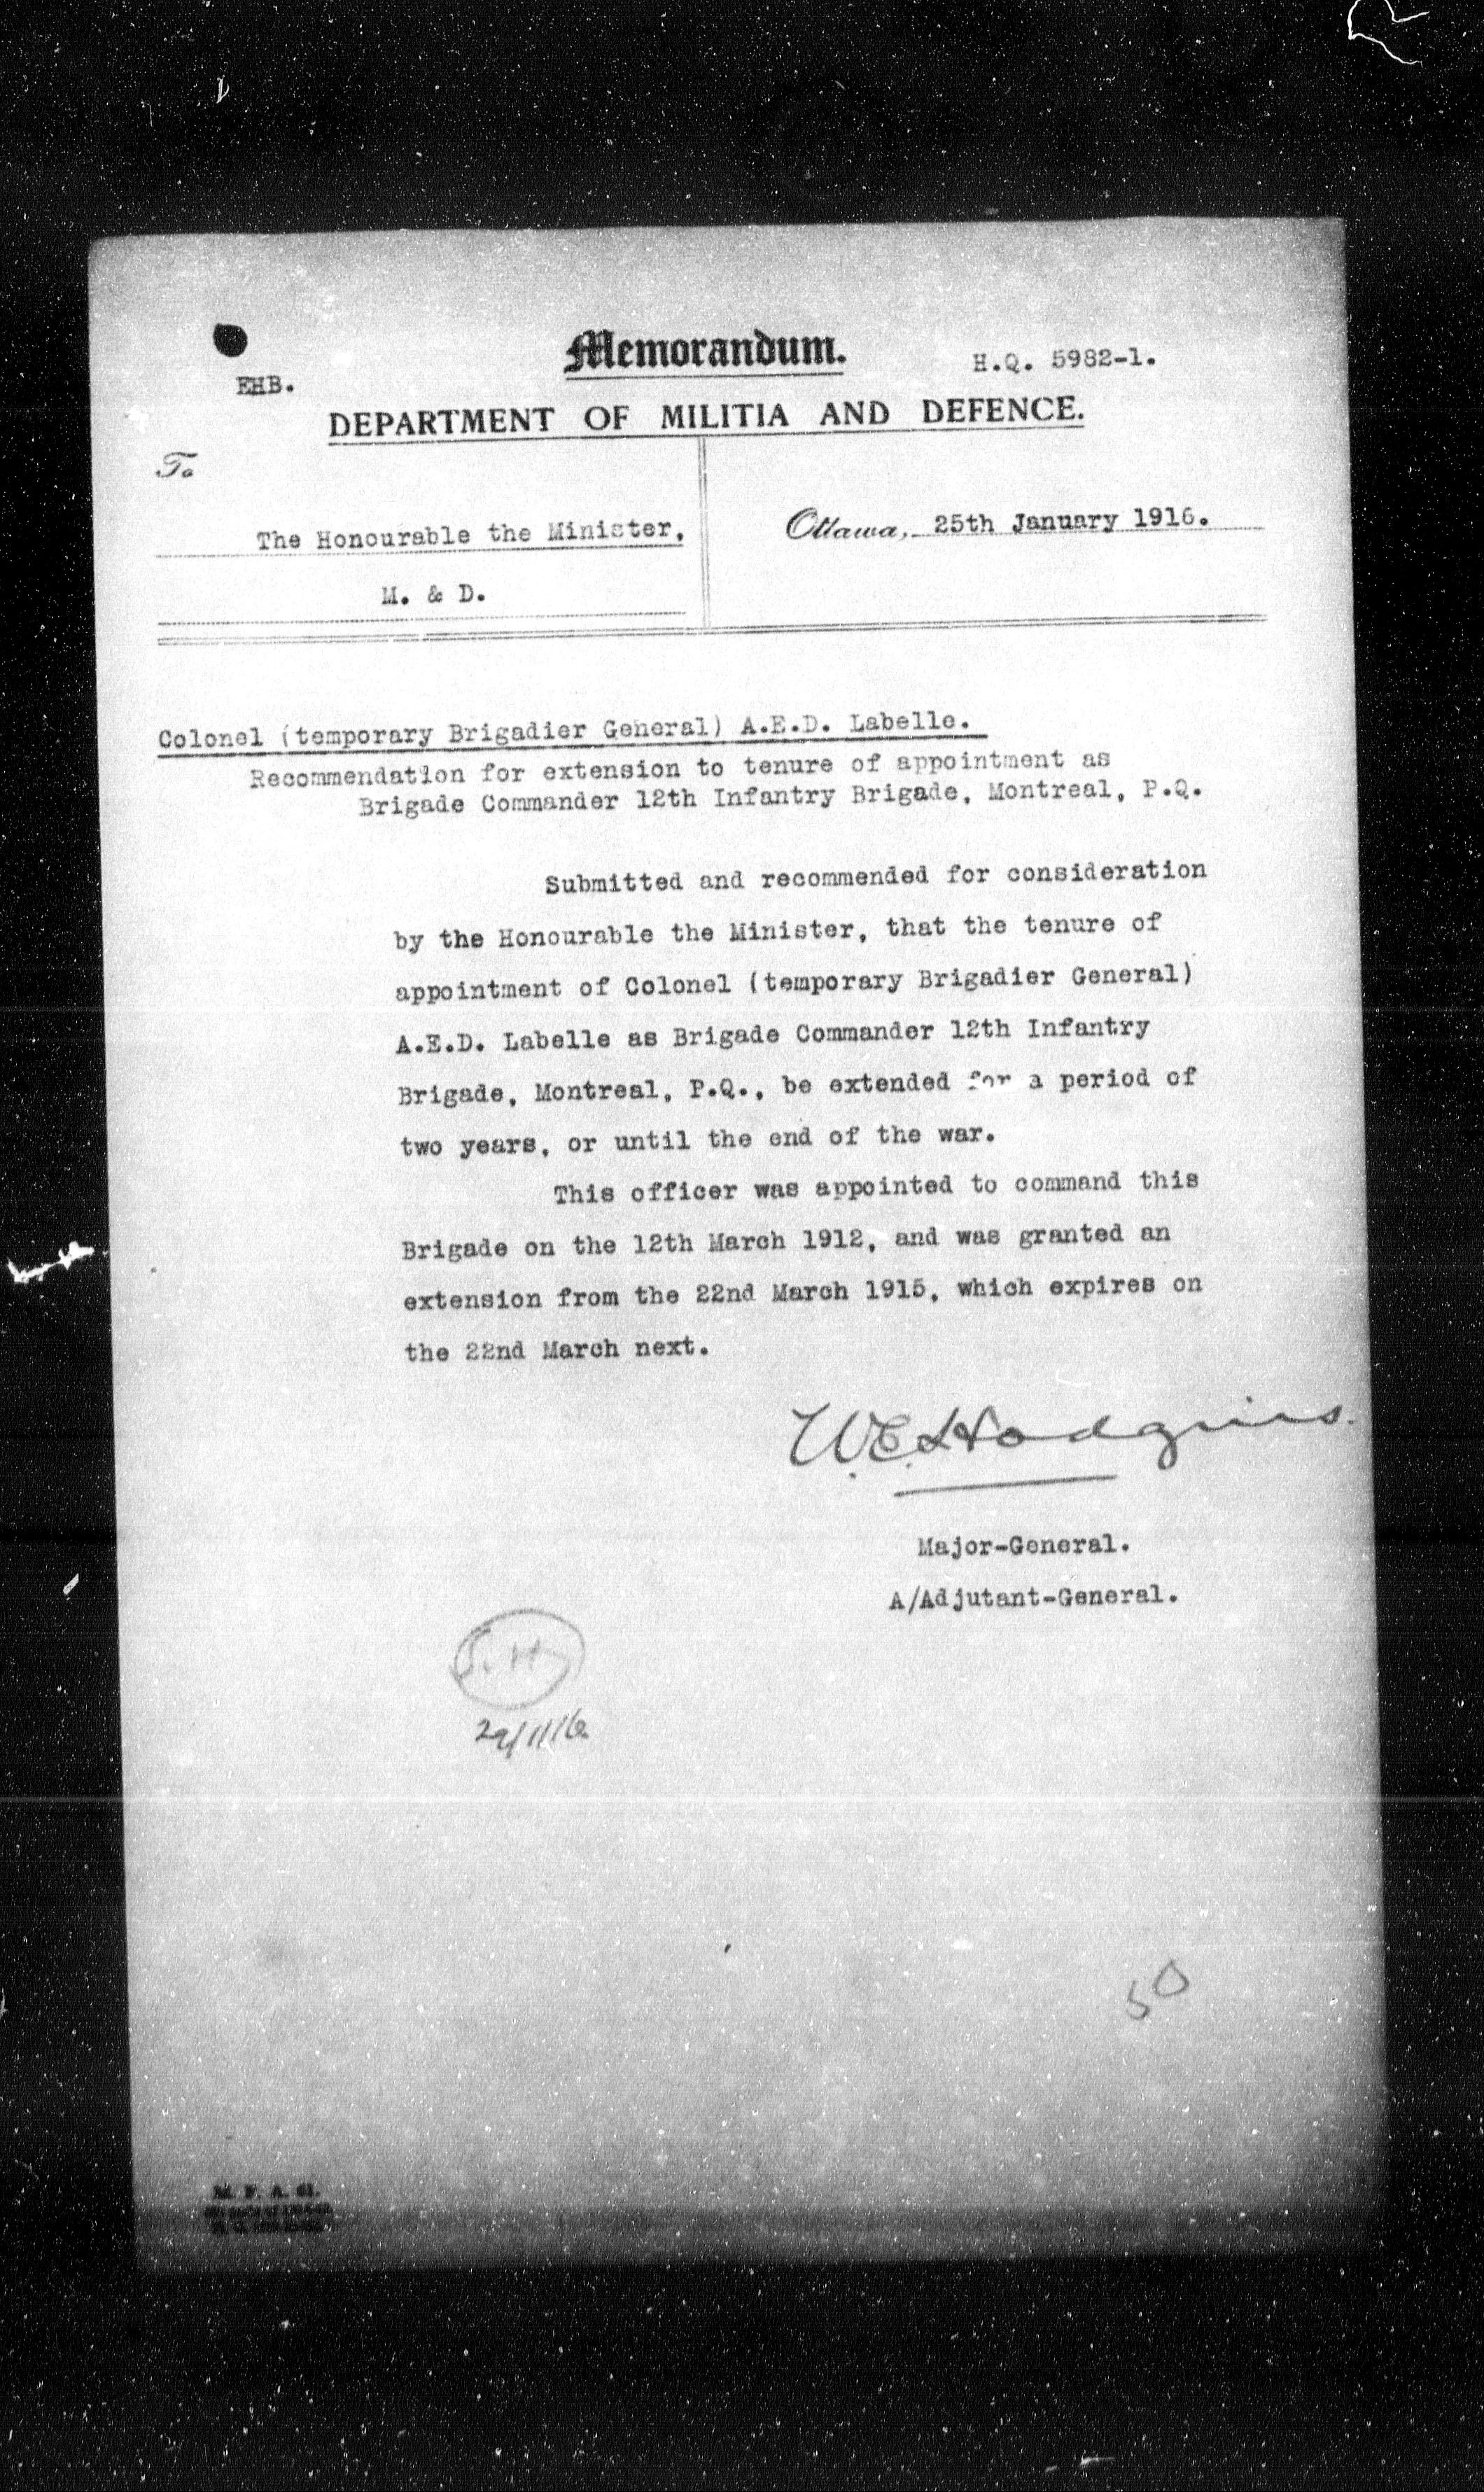 Memorandum.
H.Q. 5982-1.
EHB.
DEPARTMENT OF MILITIA AND DEFENCE.
To
The Honourable the Minister,
M. & D.
Ottawa, 25th January 1916.
Colonel (temporary Brigadier General) A.E.D. Labelle.
Recommendation for extension to tenure of appointment as
Brigade Commander 12th Infantry Brigade, Montreal, P.Q.
Submitted and recommended for consideration
by the Honourable the Minister, that the tenure of
appointment of Colonel (temporary Brigadier General)
A.E.D. Labelle as Brigade Commander 12th Infantry
Brigade, Montreal, P.Q., be extended for a period of
two years, or until the end of the war.
This officer was appointed to command this
Brigade on the 12th March 1912, and was granted an
extension from the 22nd March 1915, which expires on
the 22nd March next.
W.E. Hodgins.
Major-General.
A/Adjutant-General.
S.H
29/1/16
50
M. F. A. 41.